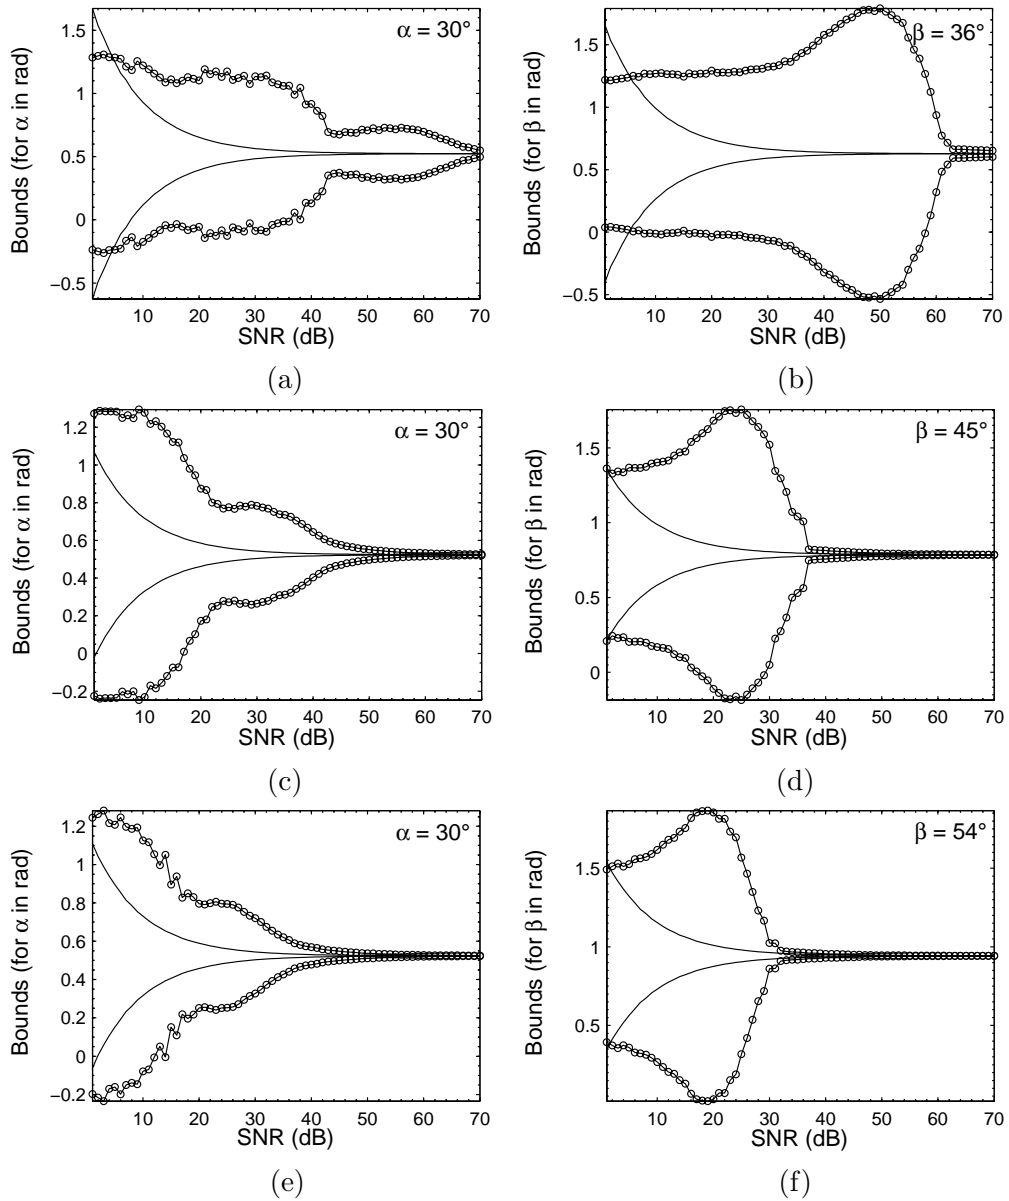 α = 30°
1.5
1
0.5
0
−0.5
Bounds (for α in rad)
10 20 30 40 50 60 70
SNR (dB)
(a)
β = 36°
1.5
1
0.5
0
−0.5
Bounds (for β in rad)
10 20 30 40 50 60 70
SNR (dB)
(b)
α = 30°
1.2
1
0.8
0.6
0.4
0.2
0
−0.2
Bounds (for α in rad)
10 20 30 40 50 60 70
SNR (dB)
(c)
β = 45°
1.5
1
0.5
0
Bounds (for β in rad)
10 20 30 40 50 60 70
SNR (dB)
(d)
α = 30°
1.2
1
0.8
0.6
0.4
0.2
0
−0.2
Bounds (for α in rad)
10 20 30 40 50 60 70
SNR (dB)
(e)
β = 54°
1.5
1
0.5
Bounds (for β in rad)
10 20 30 40 50 60 70
SNR (dB)
(f)